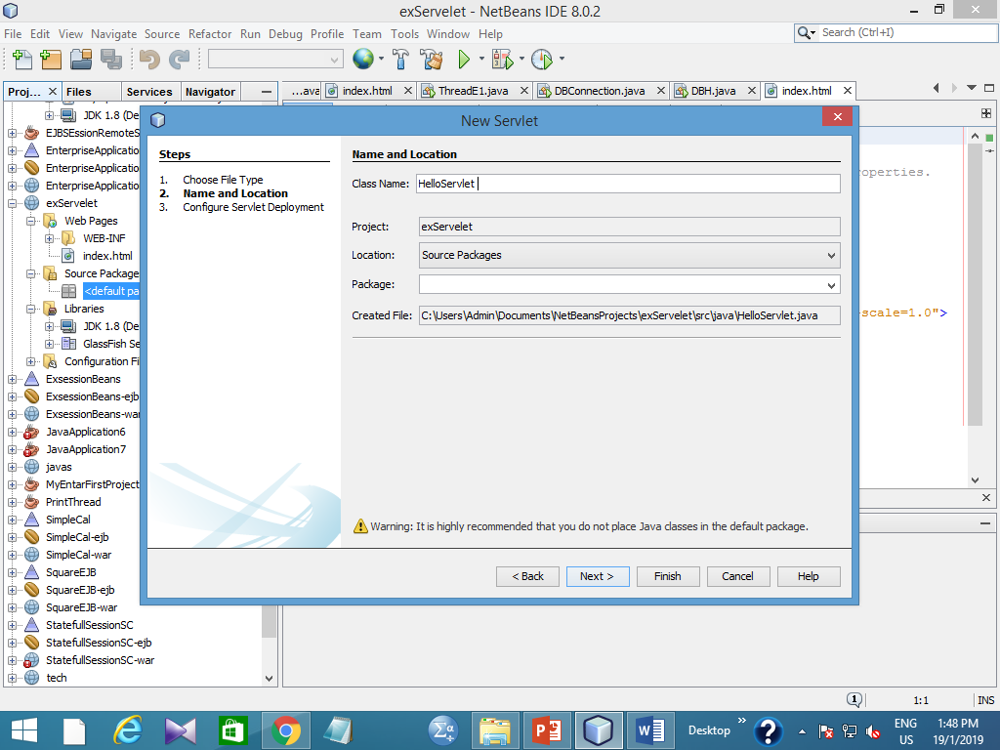 exServelet - NetBeans IDE 8.0.2
File Edit View Navigate Source Refactor Run Debug Profile Team Tools Window Help
Search (Ctrl+I)
Proj... Files Services Navigator
...ava index.html ThreadE1.java DBConnection.java DBH.java index.html
JDK 1.8 (De
EJBSEssionRemoteS
EnterpriseApplication
EnterpriseApplication
EnterpriseApplication
exServelet
Web Pages
WEB-INF
index.html
Source Package
<default pa
Libraries
JDK 1.8 (De
GlassFish Se
Configuration Fi
ExsessionBeans
ExsessionBeans-ejb
ExsessionBeans-war
JavaApplication6
JavaApplication7
javas
MyEntarFirstProject
PrintThread
SimpleCal
SimpleCal-ejb
SimpleCal-war
SquareEJB
SquareEJB-ejb
SquareEJB-war
StatefullSessionSC
StatefullSessionSC-ejb
StatefullSessionSC-war
tech
operties.
-scale=1.0">
New Servlet
Steps
1. Choose File Type
2. Name and Location
3. Configure Servlet Deployment
Name and Location
Class Name: HelloServlet
Project: exServelet
Location: Source Packages
Package:
Created File: C:\Users\Admin\Documents\NetBeansProjects\exServelet\src\java\HelloServlet.java
Warning: It is highly recommended that you do not place Java classes in the default package.
< Back Next > Finish Cancel Help
1 1:1 INS
Desktop
ENG
US
1:48 PM
19/1/2019